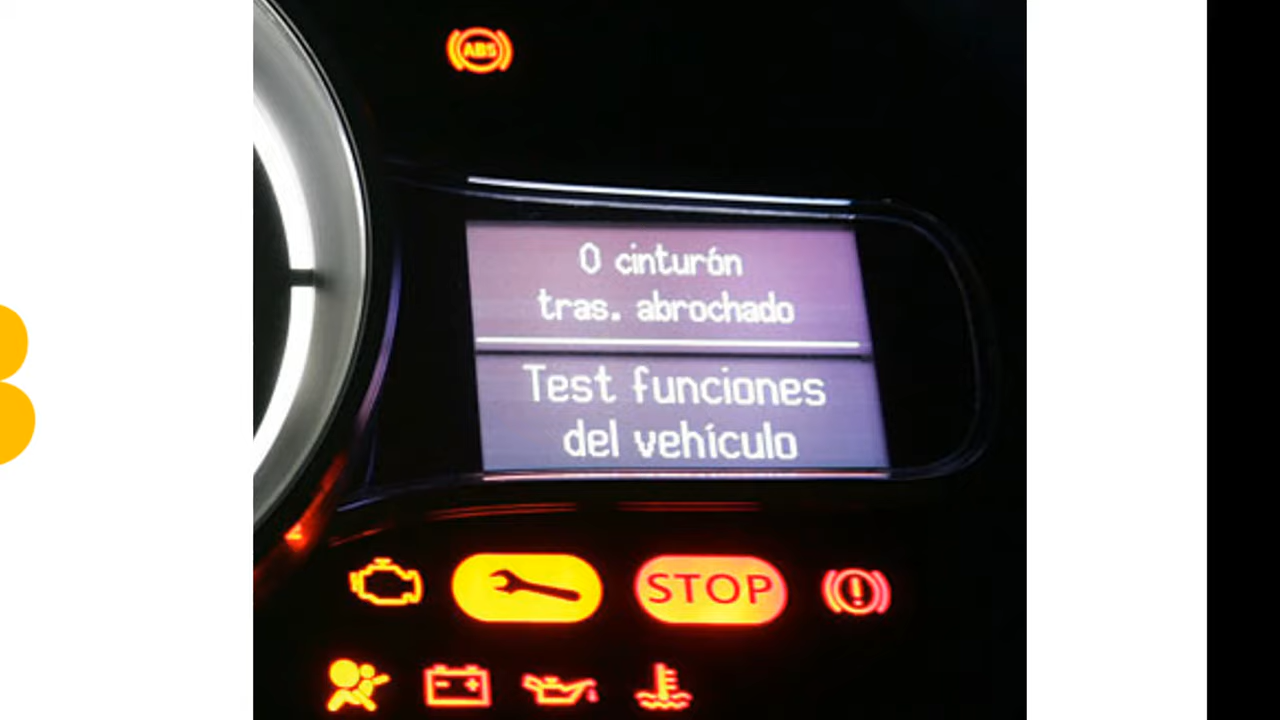 ABS
0 cinturón
tras. abrochado
Test funciones
del vehículo
STOP